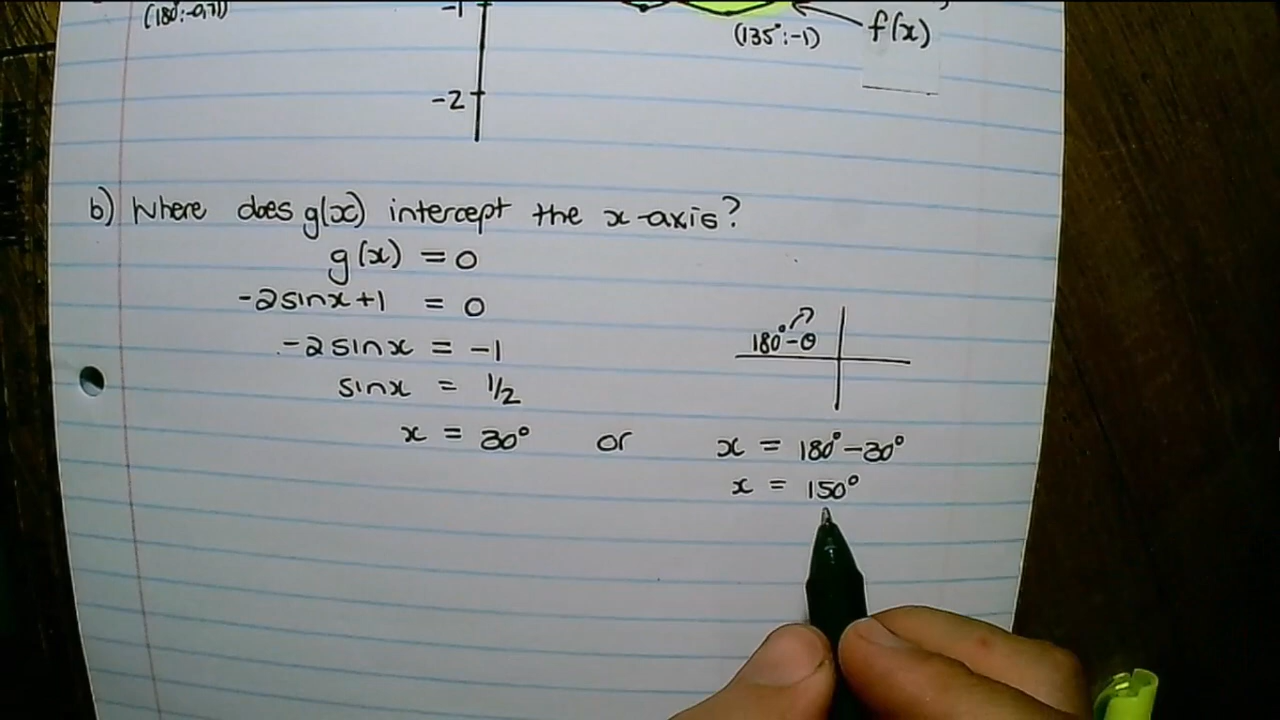 (180°;-0,71)
-1
(135°;-1)
f(x)
-2
b) Where does g(x) intercept the x-axis?
g(x) = 0
-2sinx+1 = 0
-2sinx = -1
sinx = 1/2
180°-θ
x = 30° or x = 180°-30°
x = 150°